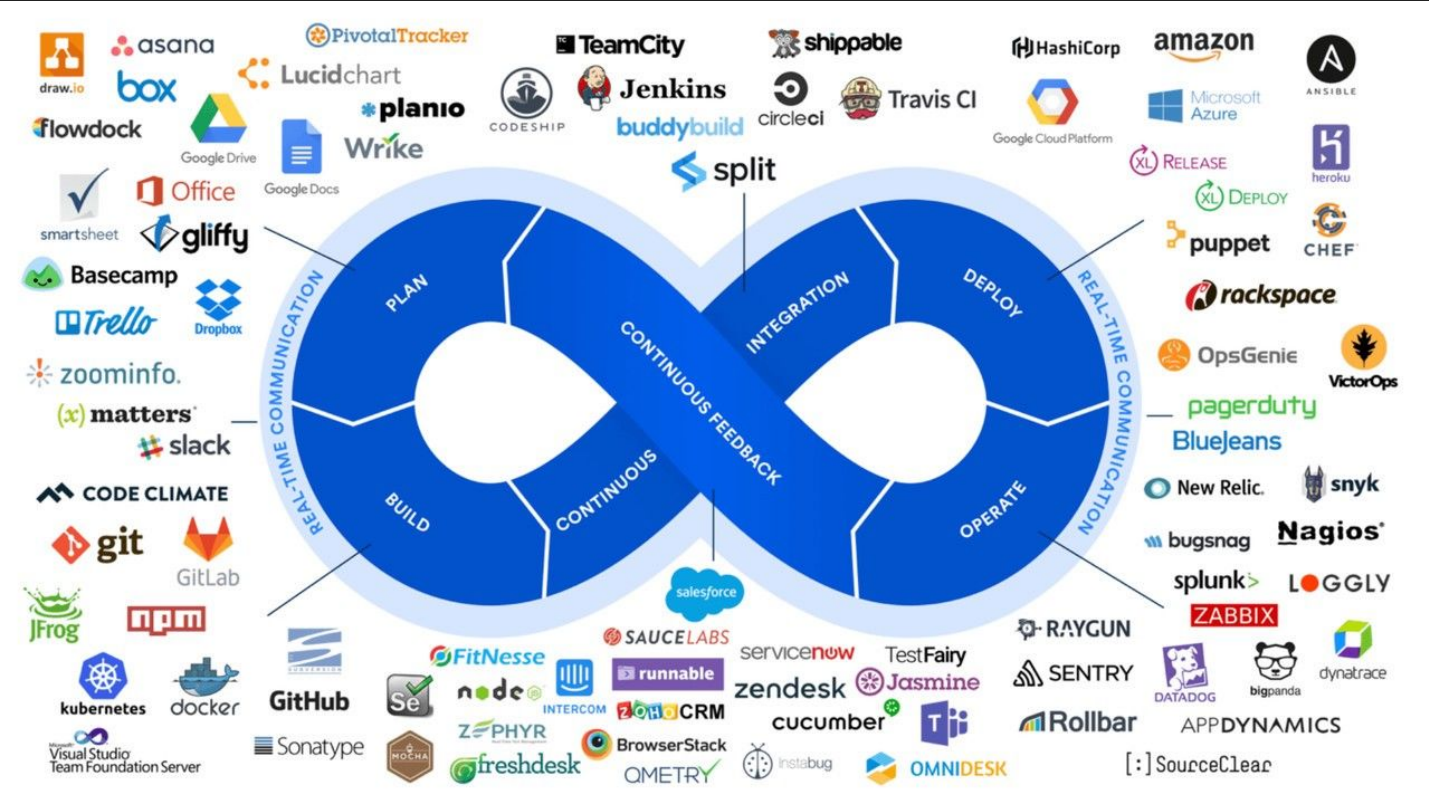 draw.io
asana
box
PivotalTracker
Lucidchart
planio
flowdock
Google Drive
Google Docs
Wrike
smartsheet
Office
gliffy
Basecamp
Trello
Dropbox
zoominfo.
(x)matters
slack
CODE CLIMATE
git
GitLab
JFrog
npm
kubernetes
docker
SUBVERSION
GitHub
Microsoft
Visual Studio
Team Foundation Server
Sonatype
TC
TeamCity
shippable
CODESHIP
Jenkins
buddybuild
circleci
Travis CI
split
HashiCorp
amazon
A
ANSIBLE
Google Cloud Platform
Microsoft
Azure
XL RELEASE
heroku
XL DEPLOY
puppet
CHEF
rackspace
OpsGenie
VictorOps
pagerduty
BlueJeans
New Relic.
snyk
bugsnag
Nagios®
splunk>
LOGGLY
ZABBIX
RAYGUN
SENTRY
DATADOG
bigpanda
dynatrace
Rollbar
APPDYNAMICS
[:]SourceClear
PLAN
BUILD
CONTINUOUS
INTEGRATION
CONTINUOUS FEEDBACK
DEPLOY
OPERATE
REAL-TIME COMMUNICATION
REAL-TIME COMMUNICATION
salesforce
SAUCELABS
FitNesse
Se
node
JS
INTERCOM
runnable
servicenow
TestFairy
zendesk
Jasmine
ZOHO CRM
cucumber
T
ZEPHYR
MOCHA
freshdesk
BrowserStack
QMETRY
instabug
OMNIDESK